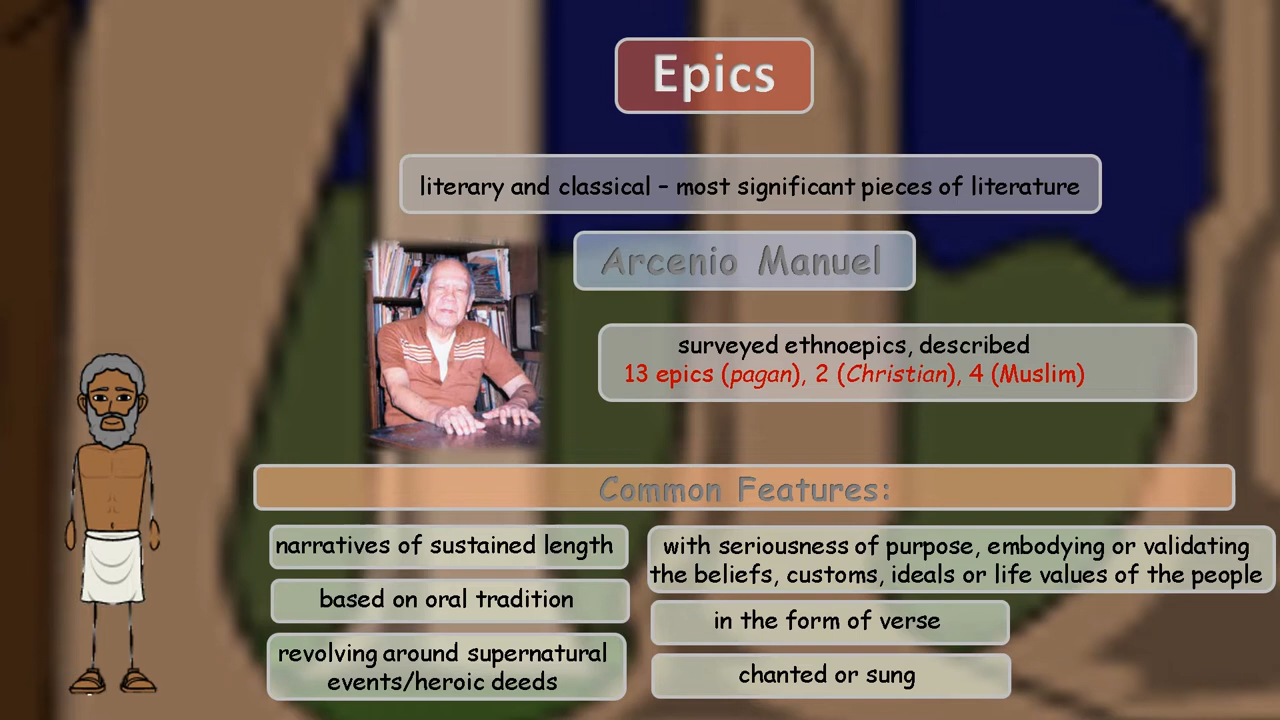 Epics
literary and classical – most significant pieces of literature
Arcenio Manuel
surveyed ethnoepics, described
13 epics (pagan), 2 (Christian), 4 (Muslim)
Common Features:
narratives of sustained length
based on oral tradition
revolving around supernatural
events/heroic deeds
with seriousness of purpose, embodying or validating
the beliefs, customs, ideals or life values of the people
in the form of verse
chanted or sung